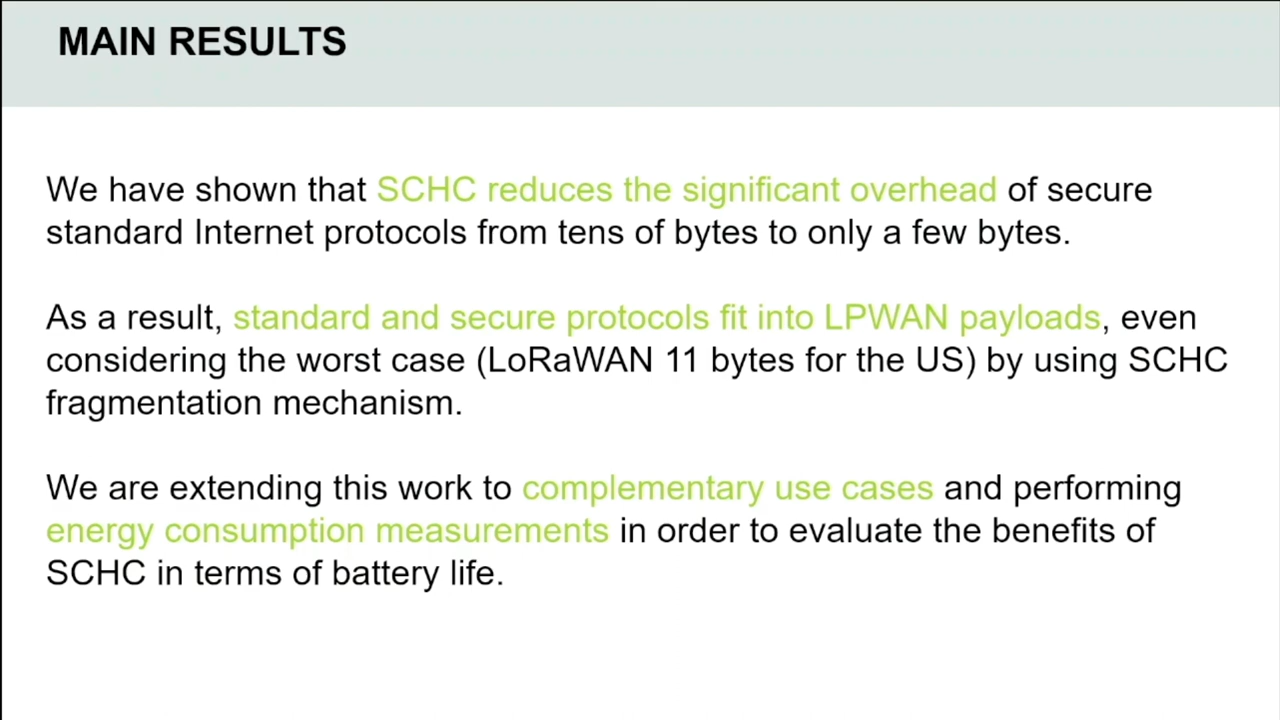 MAIN RESULTS
We have shown that SCHC reduces the significant overhead of secure
standard Internet protocols from tens of bytes to only a few bytes.
As a result, standard and secure protocols fit into LPWAN payloads, even
considering the worst case (LoRaWAN 11 bytes for the US) by using SCHC
fragmentation mechanism.
We are extending this work to complementary use cases and performing
energy consumption measurements in order to evaluate the benefits of
SCHC in terms of battery life.